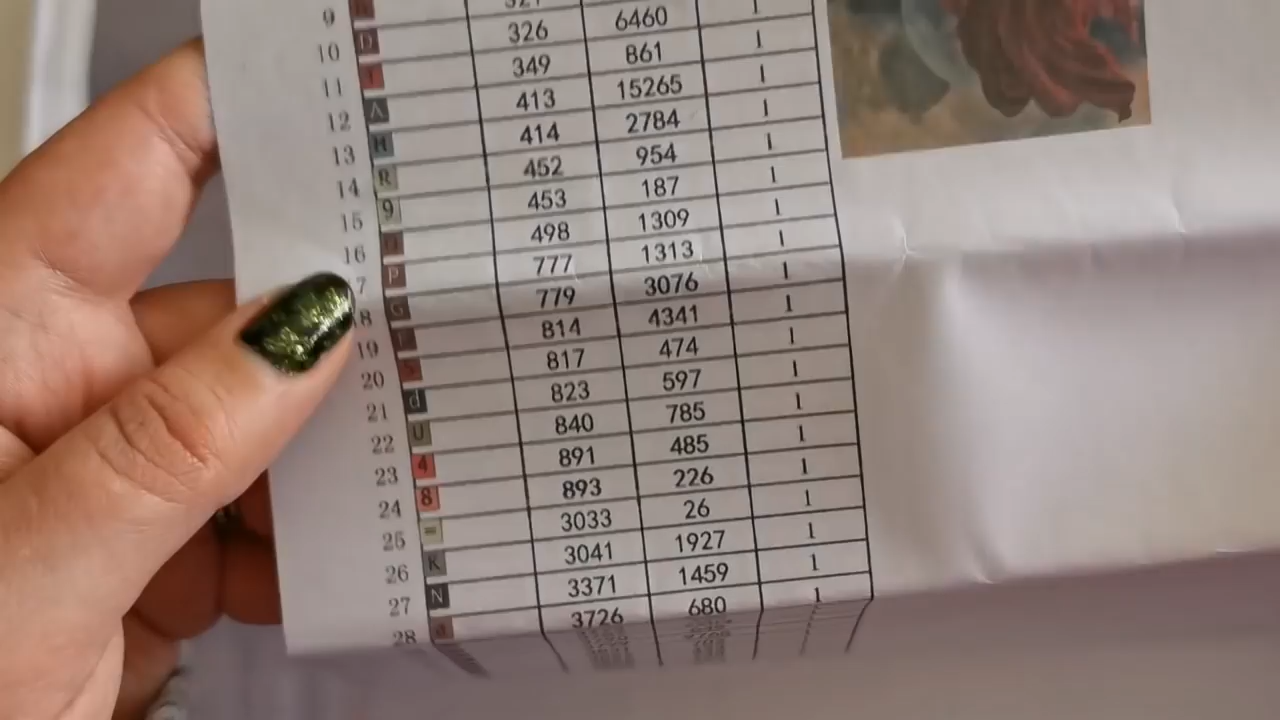 9 321
10 D 326 6460 1
11 349 861 1
12 A 413 15265 1
13 414 2784 1
14 R 452 954 1
15 9 453 187 1
16 498 1309 1
7 P 777 1313 1
8 G 779 3076 1
19 814 4341 1
20 S 817 474 1
21 d 823 597 1
22 U 840 785 1
23 4 891 485 1
24 8 893 226 1
25 = 3033 26 1
26 K 3041 1927 1
27 N 3371 1459 1
28 a 3726 680 1